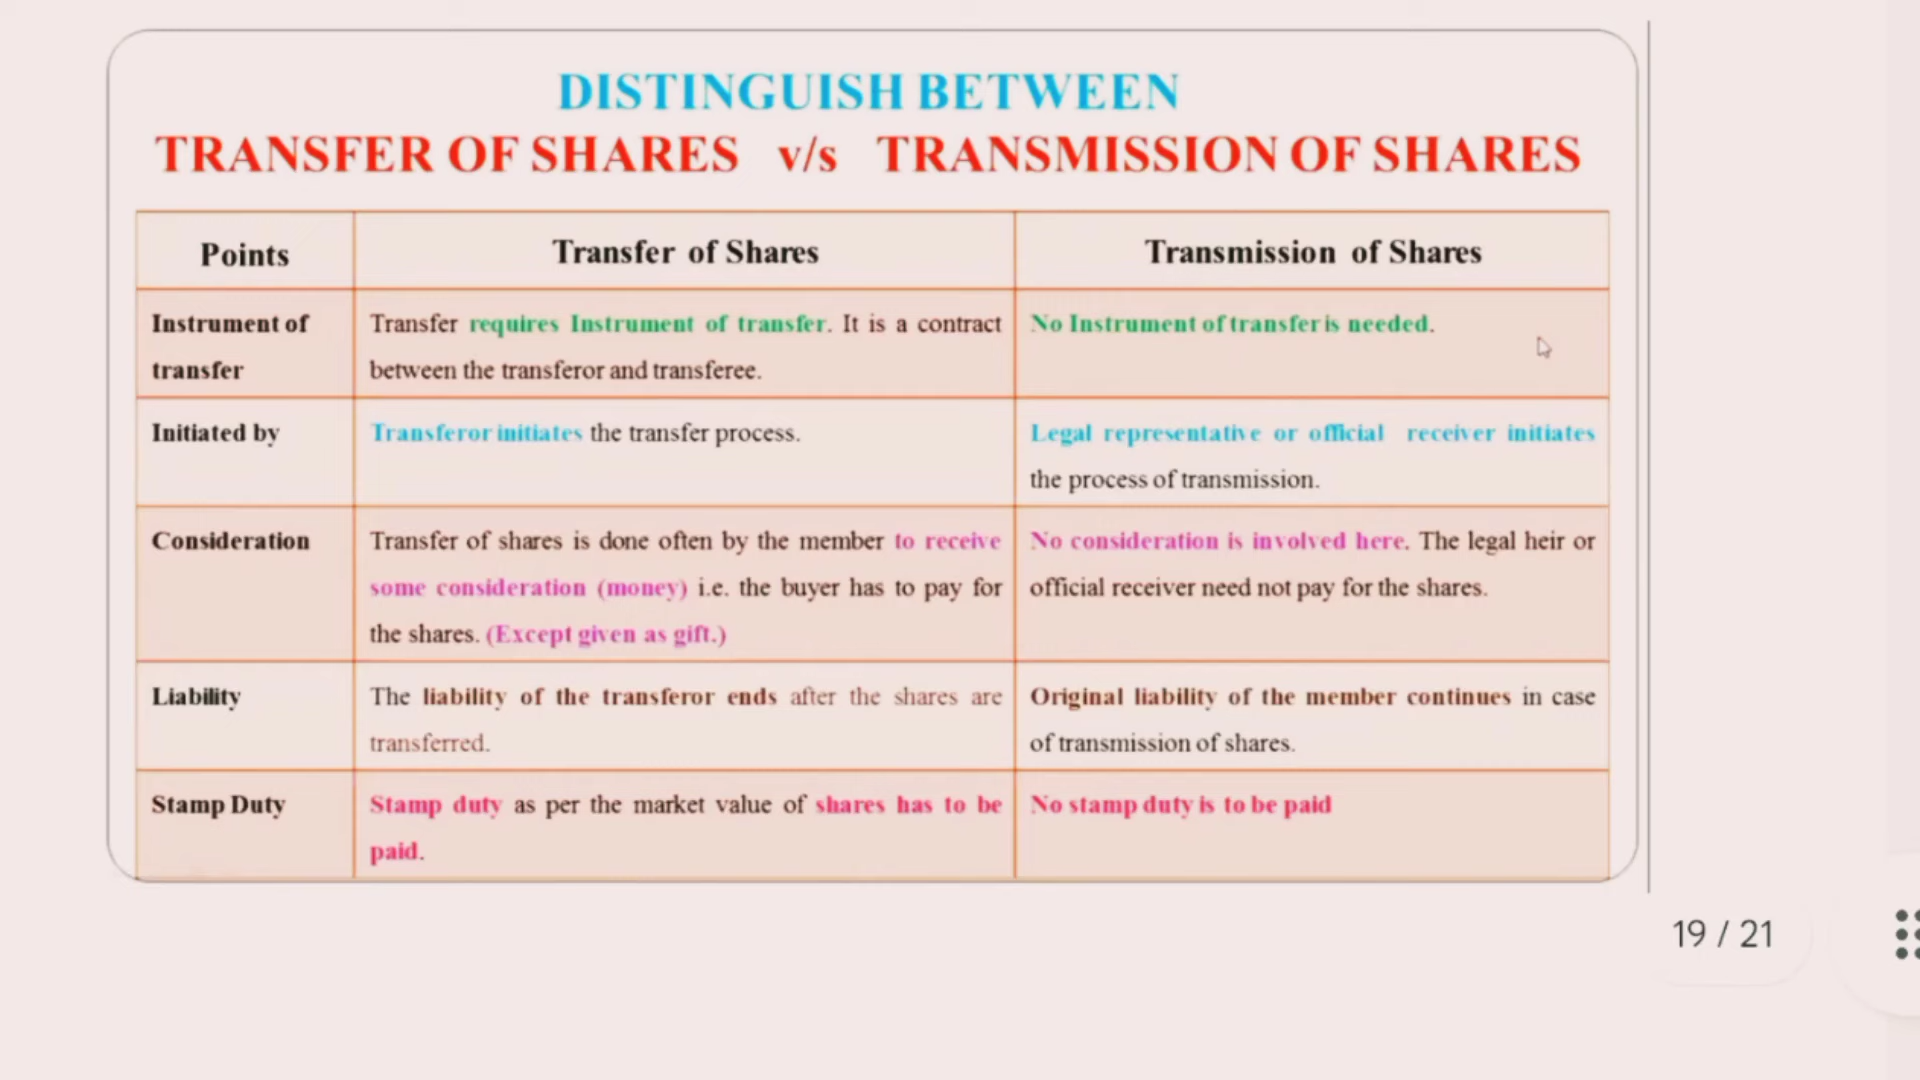 DISTINGUISH BETWEEN
TRANSFER OF SHARES v/s TRANSMISSION OF SHARES
Points
Transfer of Shares
Transmission of Shares
Instrument of
transfer
Transfer requires Instrument of transfer. It is a contract
between the transferor and transferee.
No Instrument of transfer is needed.
Initiated by
Transferor initiates the transfer process.
Legal representative or official receiver initiates
the process of transmission.
Consideration
Transfer of shares is done often by the member to receive
some consideration (money) i.e. the buyer has to pay for
the shares. (Except given as gift.)
No consideration is involved here. The legal heir or
official receiver need not pay for the shares.
Liability
The liability of the transferor ends after the shares are
transferred.
Original liability of the member continues in case
of transmission of shares.
Stamp Duty
Stamp duty as per the market value of shares has to be
paid.
No stamp duty is to be paid
19 / 21